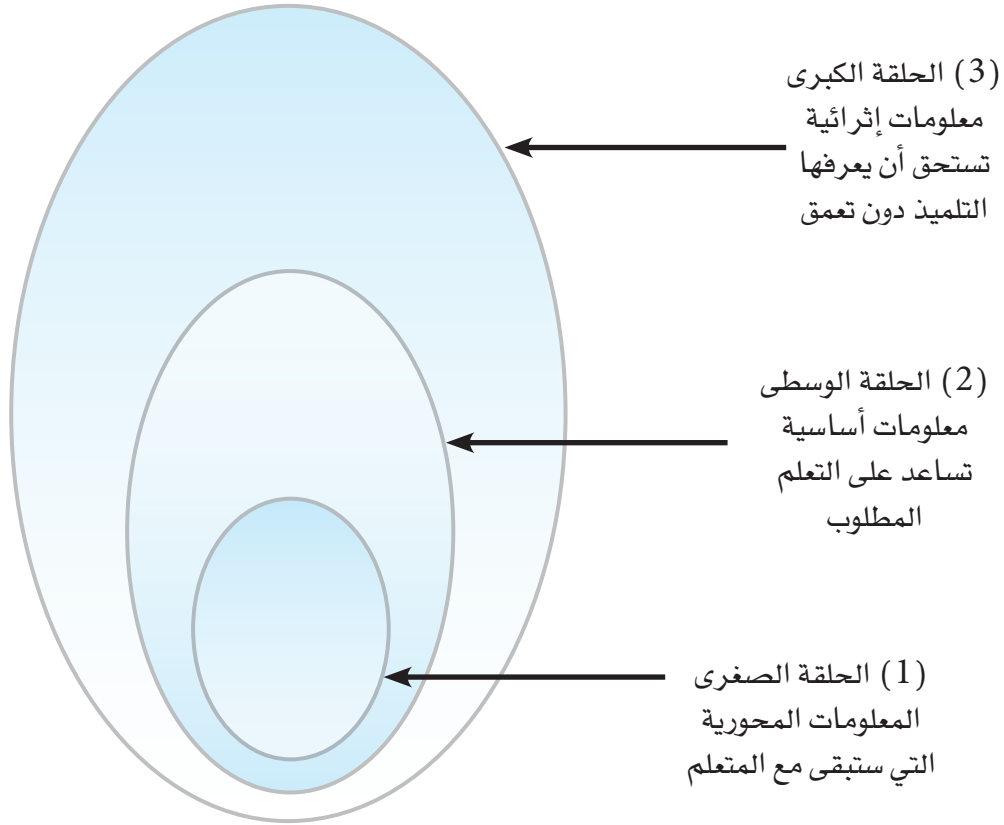 (3) الحلقة الكبرى
معلومات إثرائية
تستحق أن يعرفها
التلميذ دون تعمق
(2) الحلقة الوسطى
معلومات أساسية
تساعد على التعلم
المطلوب
(1) الحلقة الصغرى
المعلومات المحورية
التي ستبقى مع المتعلم